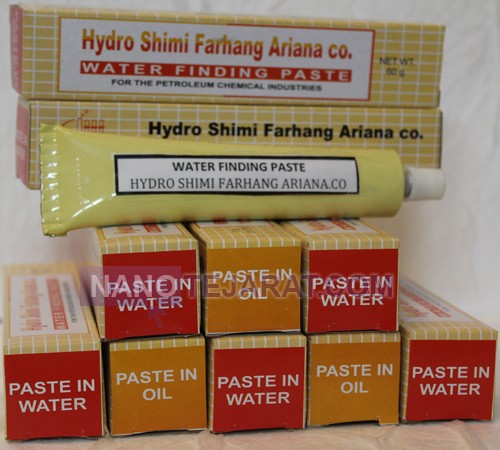 Hydro Shimi Farhang Ariana co.
WATER FINDING PASTE
FOR THE PETROLEUM CHEMICAL INDUSTRIES
NET WT.
60 g.
Hydro Shimi Farhang Ariana co.
WATER FINDING PASTE
HYDRO SHIMI FARHANG ARIANA.CO
PASTE IN
WATER
PASTE IN
OIL
PASTE IN
WATER
NANOTEJARAT.COM
PASTE IN
WATER
PASTE IN
OIL
PASTE IN
WATER
PASTE IN
OIL
PASTE IN
WATER